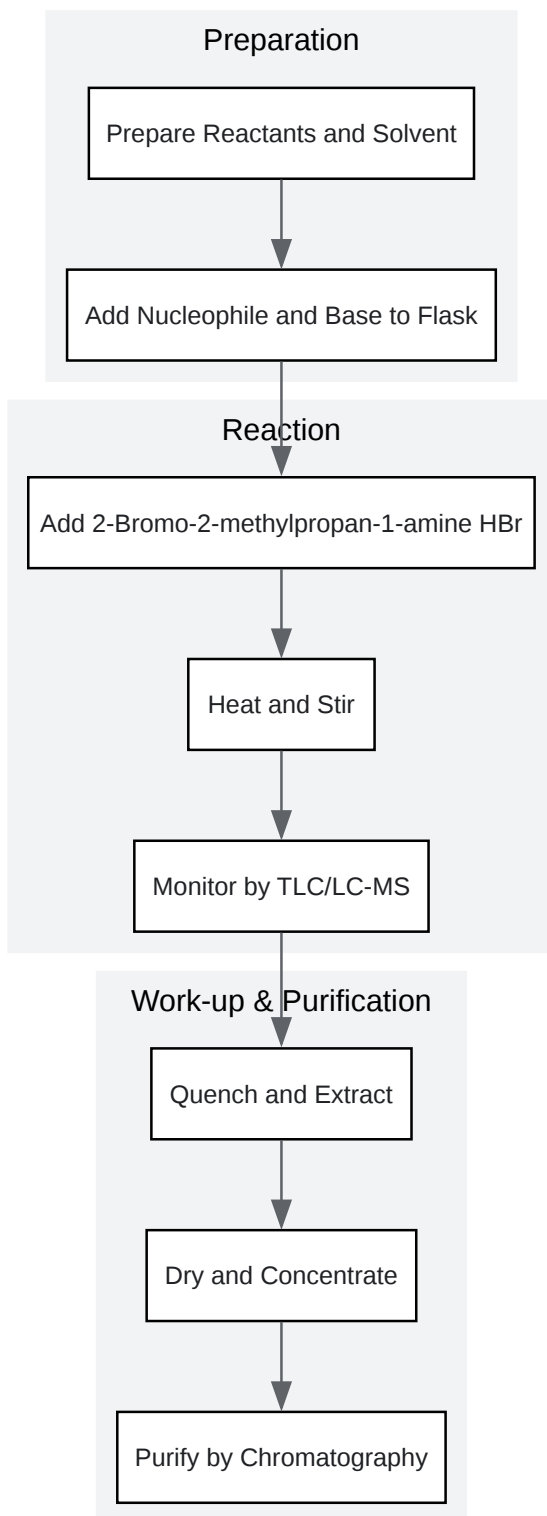 Preparation
Prepare Reactants and Solvent
Add Nucleophile and Base to Flask
Reaction
Add 2-Bromo-2-methylpropan-1-amine HBr
Heat and Stir
Monitor by TLC/LC-MS
Work-up & Purification
Quench and Extract
Dry and Concentrate
Purify by Chromatography